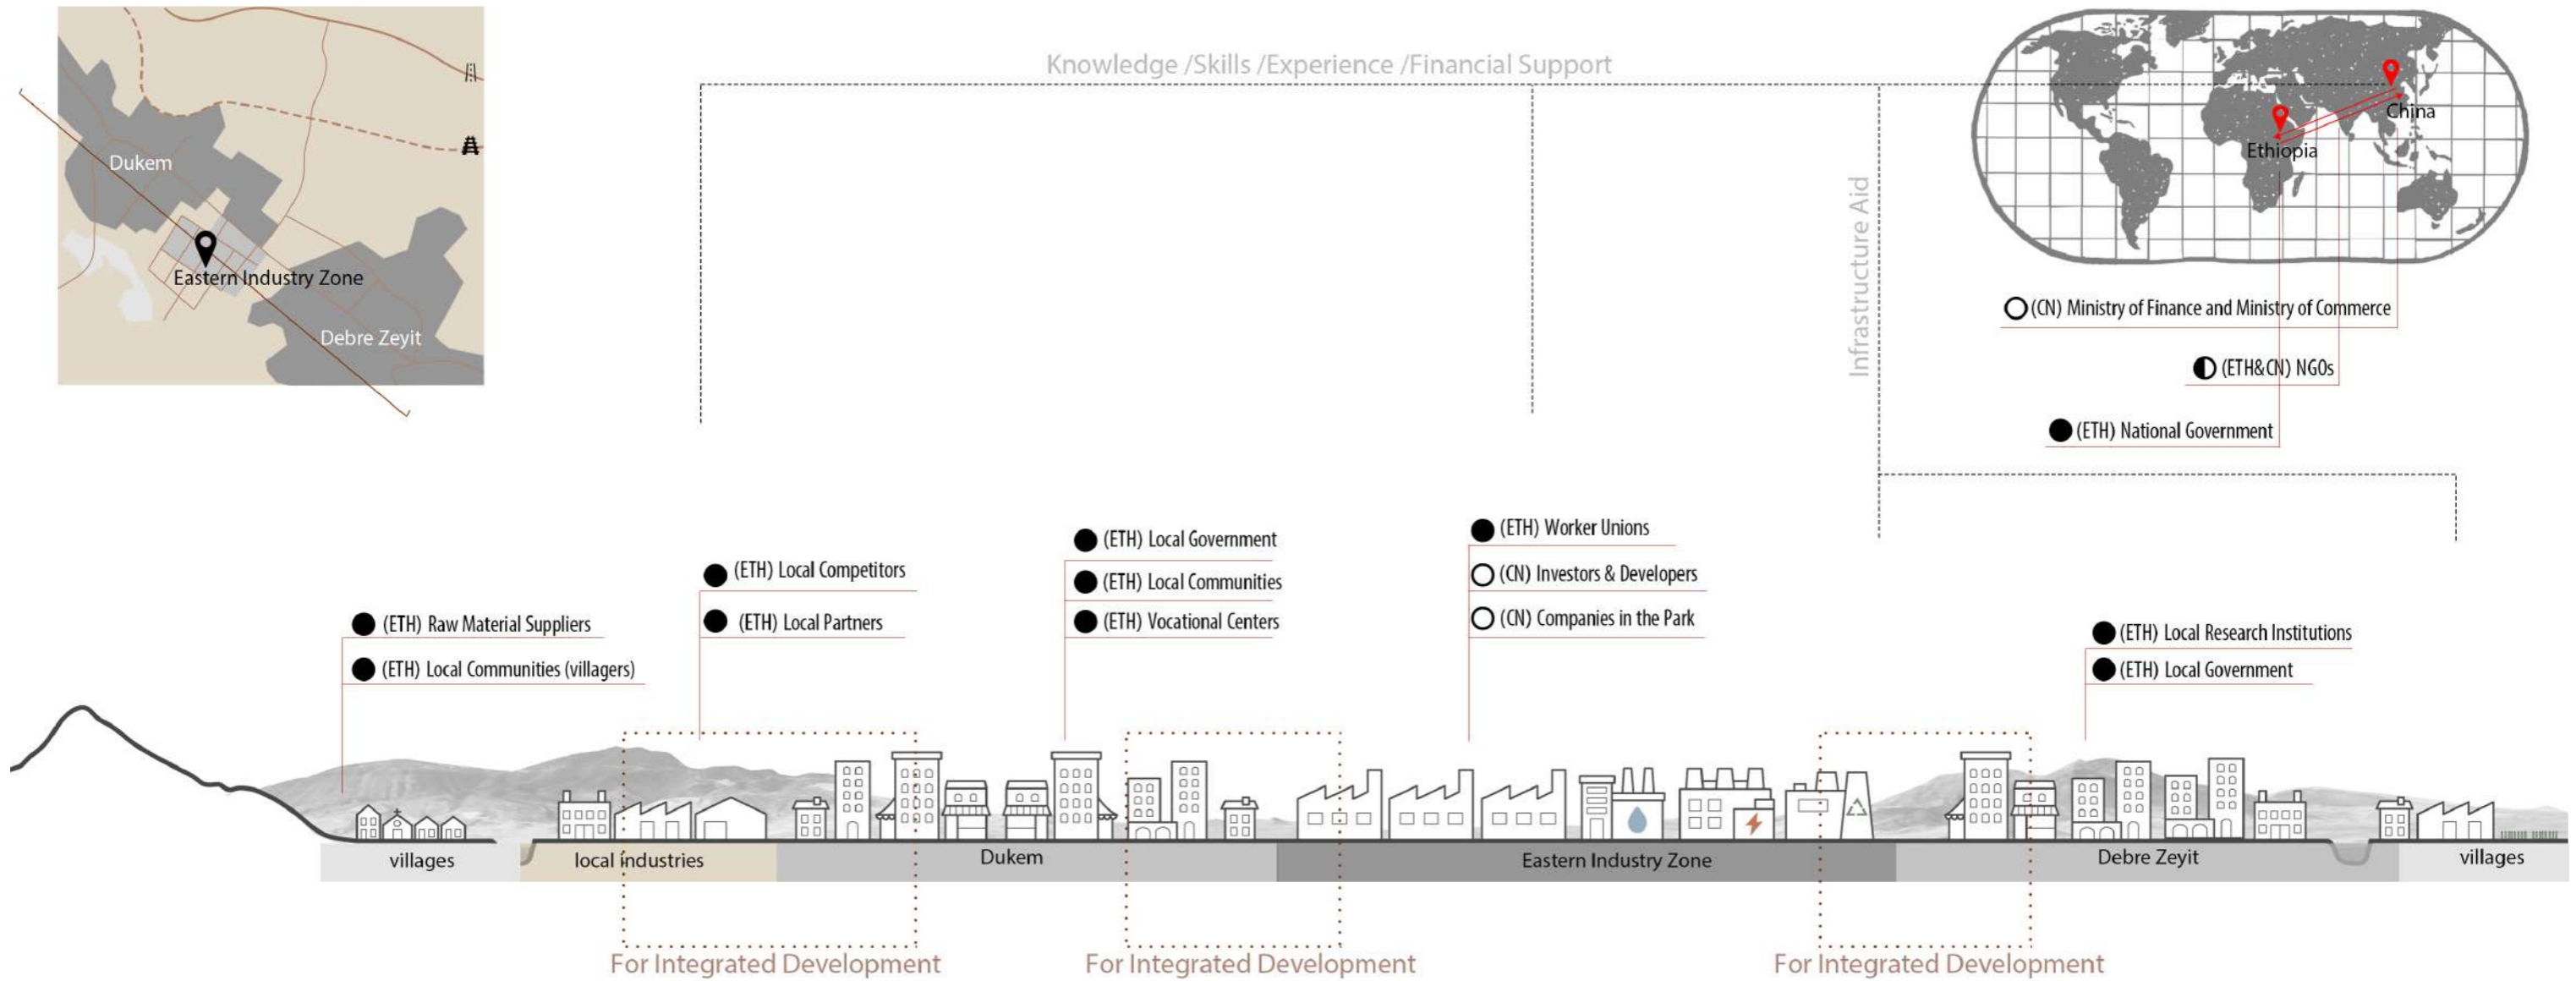 Knowledge /Skills /Experience /Financial Support
Dukem
Eastern Industry Zone
Debre Zeyit
China
Ethiopia
Infrastructure Aid
(CN) Ministry of Finance and Ministry of Commerce
(ETH&CN) NGOs
(ETH) National Government
(ETH) Raw Material Suppliers
(ETH) Local Communities (villagers)
(ETH) Local Competitors
(ETH) Local Partners
(ETH) Local Government
(ETH) Local Communities
(ETH) Vocational Centers
(ETH) Worker Unions
(CN) Investors & Developers
(CN) Companies in the Park
(ETH) Local Research Institutions
(ETH) Local Government
villages
local industries
Dukem
Eastern Industry Zone
Debre Zeyit
villages
For Integrated Development
For Integrated Development
For Integrated Development